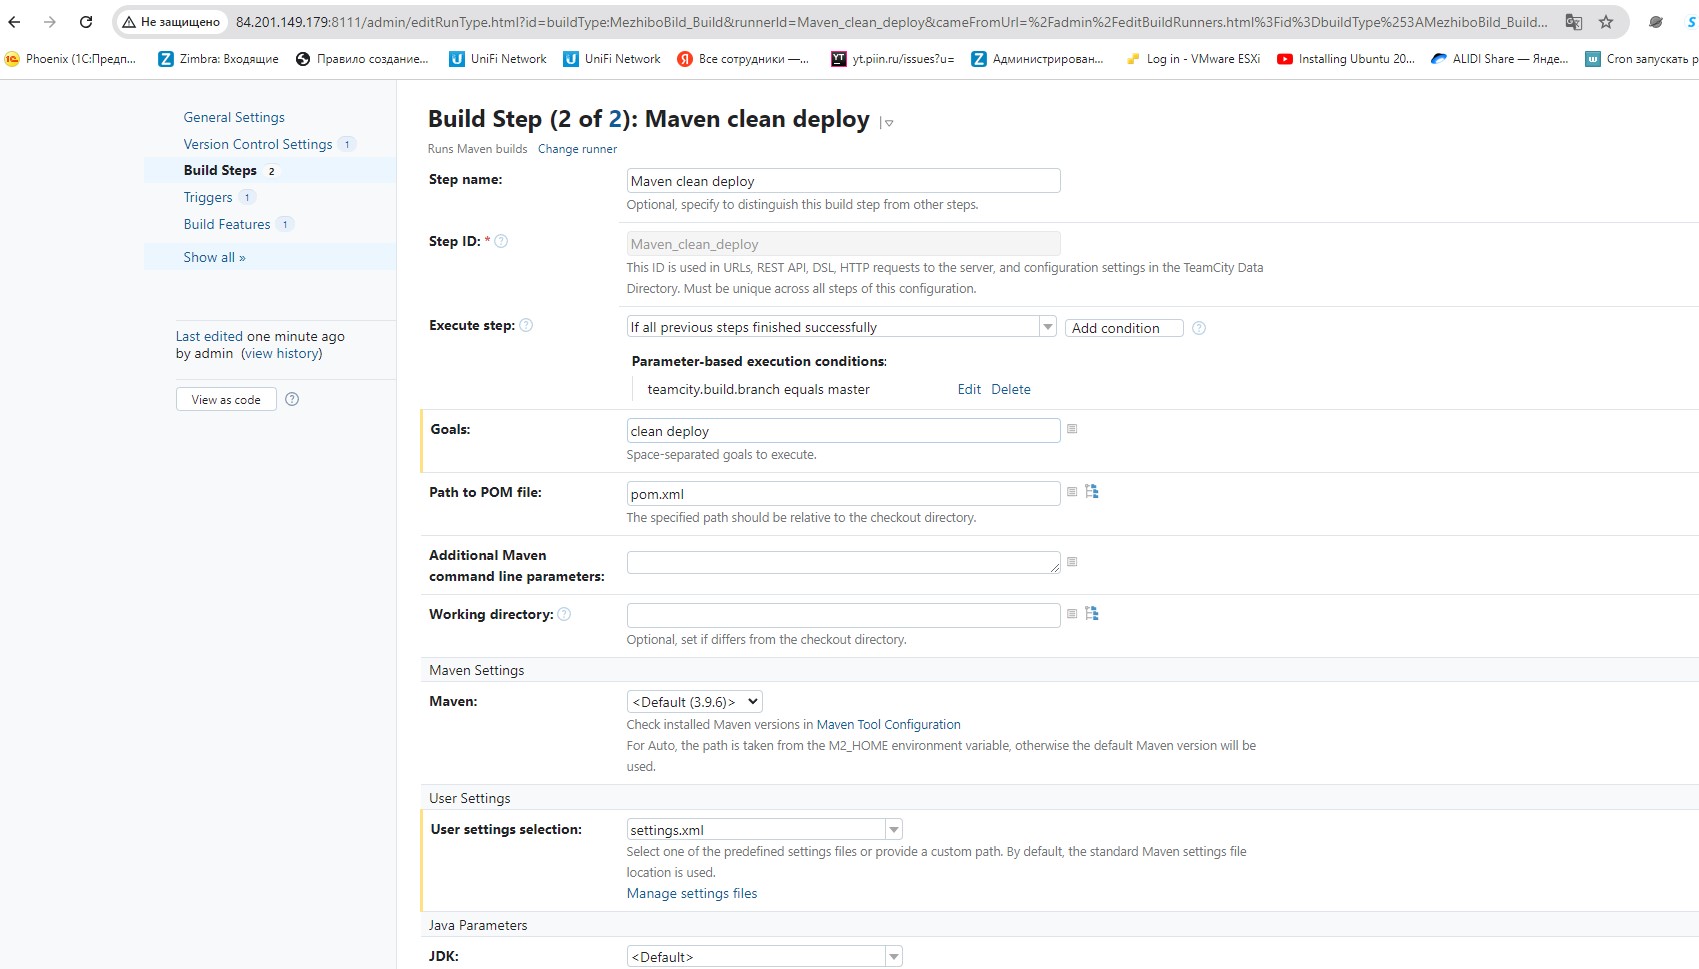 Не защищено
84.201.149.179:8111/admin/editRunType.html?id=buildType:MezhiboBild_Build&runnerId=Maven_clean_deploy&cameFromUrl=%2Fadmin%2FeditBuildRunners.html%3Fid%3DbuildType%253AMezhiboBild_Build...
Phoenix (1С:Предп...
Zimbra: Входящие
Правило создание...
UniFi Network
UniFi Network
Все сотрудники —...
yt.piin.ru/issues?u=
Администрирован...
Log in - VMware ESXi
Installing Ubuntu 20...
ALIDI Share — Янде...
Cron запускать р
General Settings
Version Control Settings 1
Build Steps 2
Triggers 1
Build Features 1
Show all »
Last edited one minute ago
by admin (view history)
View as code ?
Build Step (2 of 2): Maven clean deploy
Runs Maven builds Change runner
Step name:
Maven clean deploy
Optional, specify to distinguish this build step from other steps.
Step ID: * ?
Maven_clean_deploy
This ID is used in URLs, REST API, DSL, HTTP requests to the server, and configuration settings in the TeamCity Data
Directory. Must be unique across all steps of this configuration.
Execute step: ?
If all previous steps finished successfully
Add condition ?
Parameter-based execution conditions:
teamcity.build.branch equals master Edit Delete
Goals:
clean deploy
Space-separated goals to execute.
Path to POM file:
pom.xml
The specified path should be relative to the checkout directory.
Additional Maven
command line parameters:
Working directory: ?
Optional, set if differs from the checkout directory.
Maven Settings
Maven:
<Default (3.9.6)>
Check installed Maven versions in Maven Tool Configuration
For Auto, the path is taken from the M2_HOME environment variable, otherwise the default Maven version will be
used.
User Settings
User settings selection:
settings.xml
Select one of the predefined settings files or provide a custom path. By default, the standard Maven settings file
location is used.
Manage settings files
Java Parameters
JDK:
<Default>